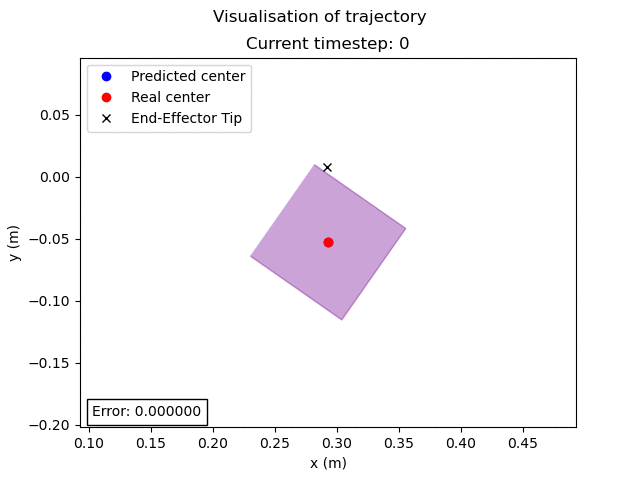 Visualisation of trajectory
Current timestep: 0
Predicted center
Real center
End-Effector Tip
0.05
0.00
−0.05
−0.10
−0.15
−0.20
y (m)
Error: 0.000000
0.10 0.15 0.20 0.25 0.30 0.35 0.40 0.45
x (m)